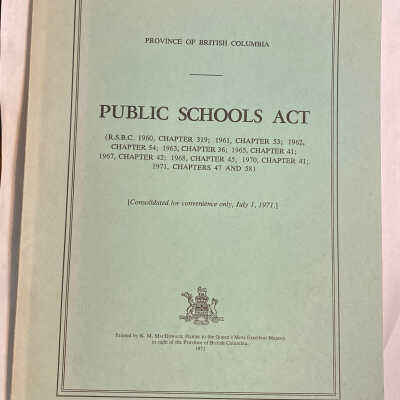 PROVINCE OF BRITISH COLUMBIA
PUBLIC SCHOOLS ACT
(R.S.B.C. 1960, CHAPTER 319; 1961, CHAPTER 53; 1962,
CHAPTER 54; 1963, CHAPTER 36; 1965, CHAPTER 41;
1967, CHAPTER 42; 1968, CHAPTER 45; 1970, CHAPTER 41;
1971, CHAPTERS 47 AND 58)
[Consolidated for convenience only, July 1, 1971.]
Printed by K. M. MacDonald, Printer to the Queen's Most Excellent Majesty
in right of the Province of British Columbia.
1971